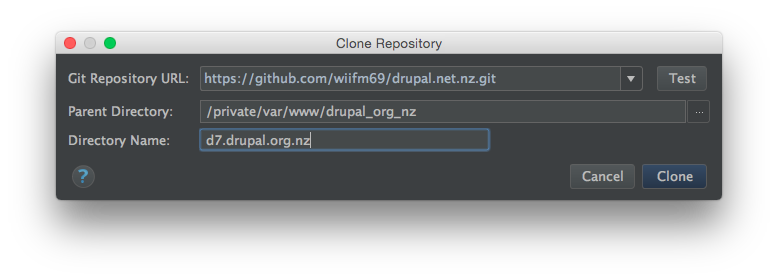 Clone Repository
Git Repository URL: https://github.com/wiifm69/drupal.net.nz.git Test
Parent Directory: /private/var/www/drupal_org_nz ...
Directory Name: d7.drupal.org.nz
? Cancel Clone